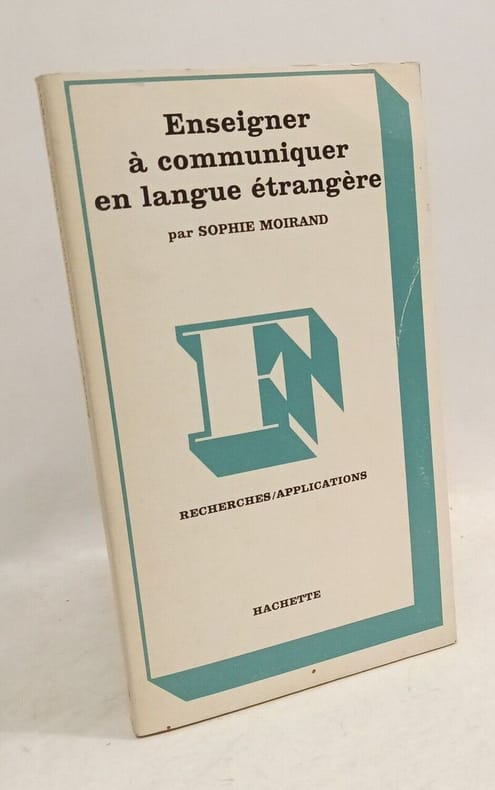 Enseigner
à communiquer
en langue étrangère
par SOPHIE MOIRAND
F
RECHERCHES/APPLICATIONS
HACHETTE